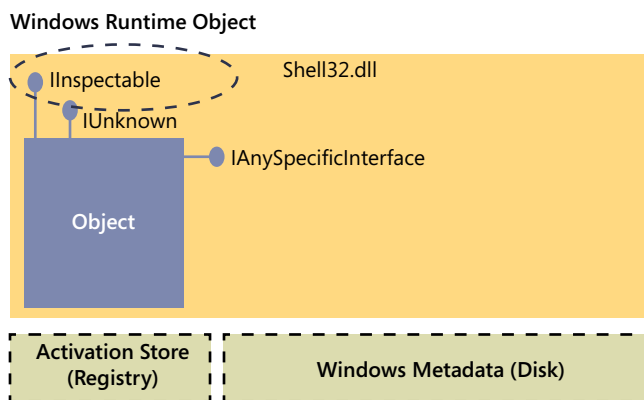 Windows Runtime Object
Shell32.dll
IInspectable
IUnknown
IAnySpecificInterface
Object
Activation Store
(Registry)
Windows Metadata (Disk)